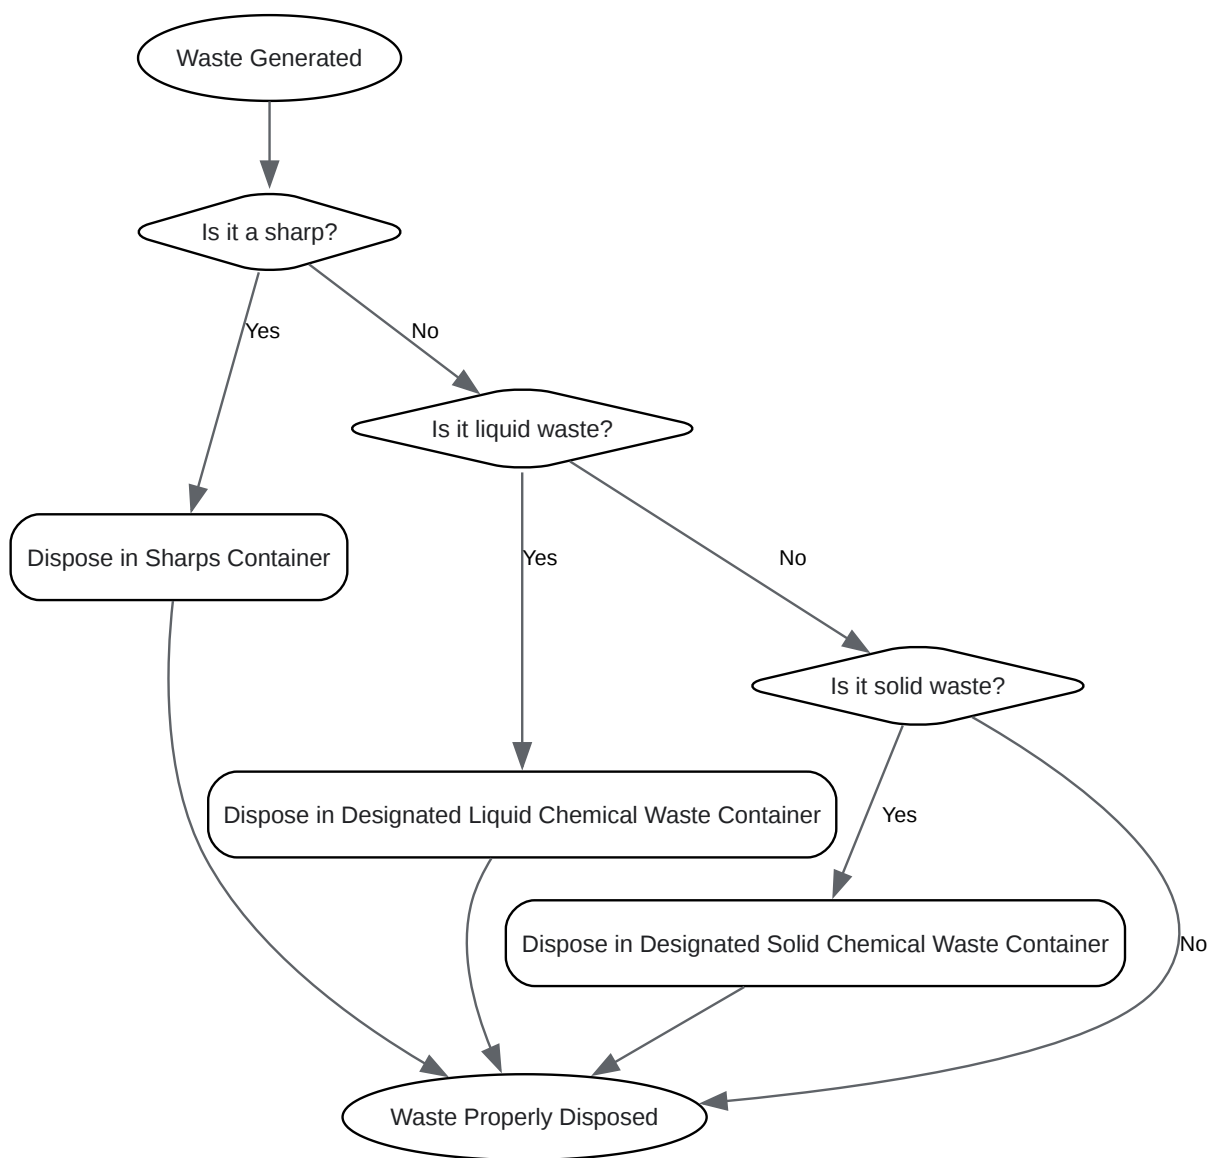 Waste Generated
Is it a sharp?
Yes
No
Is it liquid waste?
Dispose in Sharps Container
Yes
No
Is it solid waste?
Dispose in Designated Liquid Chemical Waste Container
Yes
Dispose in Designated Solid Chemical Waste Container
No
Waste Properly Disposed